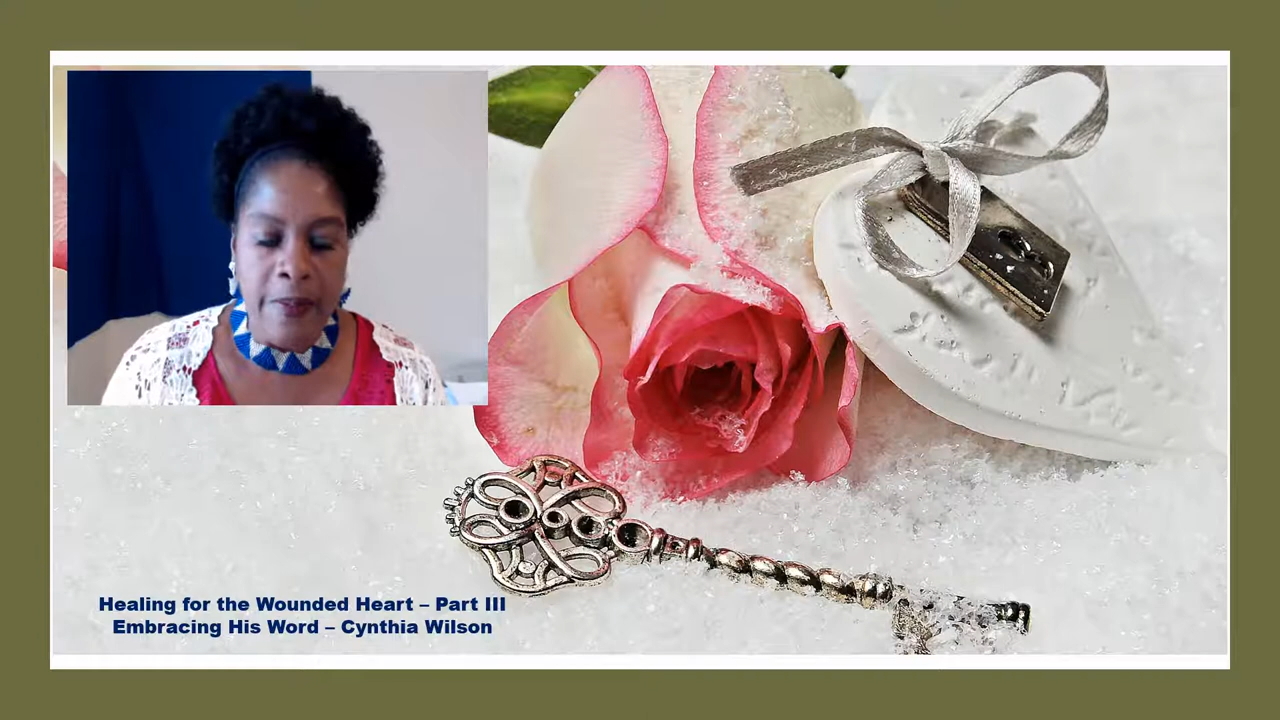 Healing for the Wounded Heart – Part III
Embracing His Word – Cynthia Wilson